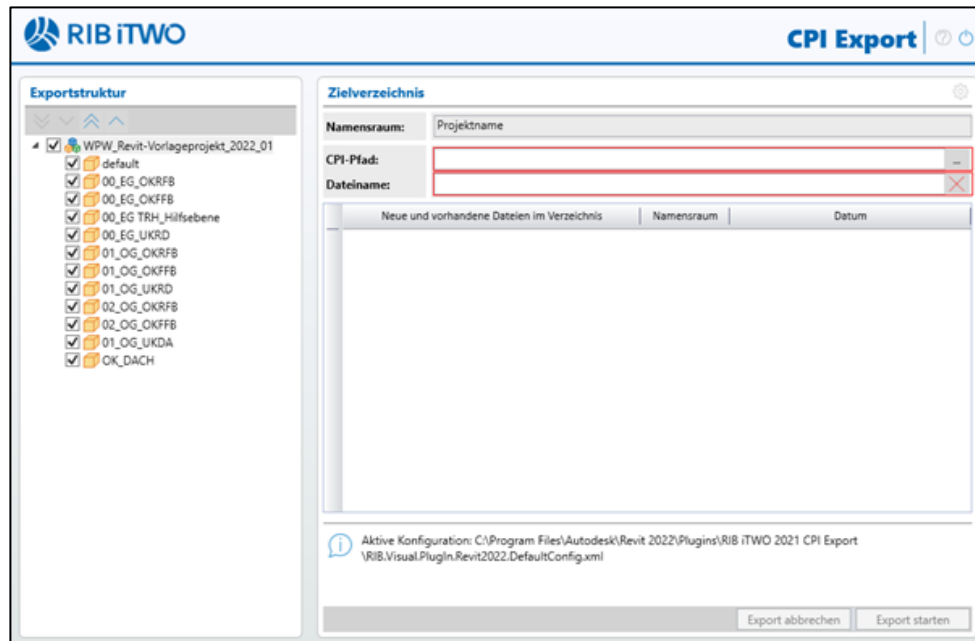 RIB iTWO
CPI Export
Exportstruktur
WPW_Revit-Vorlageprojekt_2022_01
default
00_EG_OKRFB
00_EG_OKFFB
00_EG TRH_Hilfsebene
00_EG_UKRD
01_OG_OKRFB
01_OG_OKFFB
01_OG_UKRD
02_OG_OKRFB
02_OG_OKFFB
01_OG_UKDA
OK_DACH
Zielverzeichnis
Namensraum: Projektname
CPI-Pfad: ...
Dateiname:
Neue und vorhandene Dateien im Verzeichnis Namensraum Datum
Aktive Konfiguration: C:\Program Files\Autodesk\Revit 2022\Plugins\RIB iTWO 2021 CPI Export
\RIB.Visual.PlugIn.Revit2022.DefaultConfig.xml
Export abbrechen Export starten